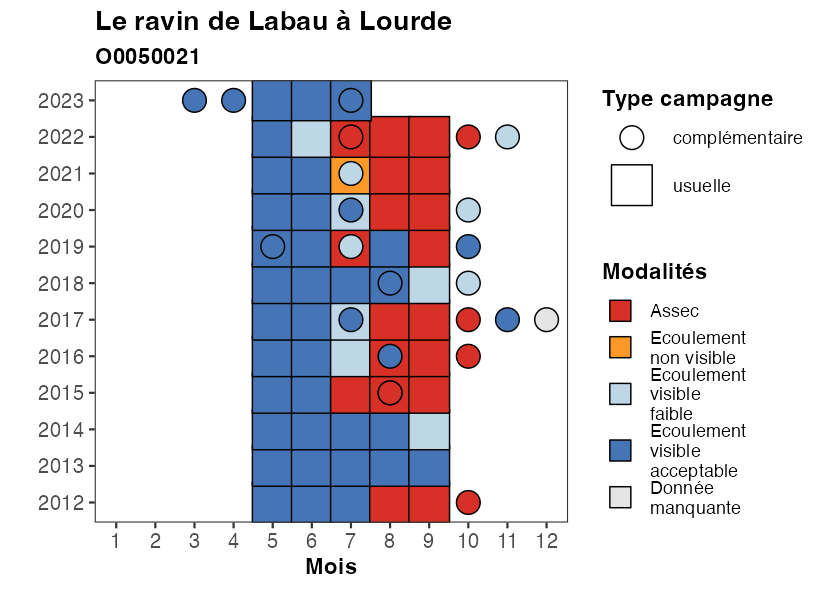 Le ravin de Labau à Lourde
O0050021
2023
2022
2021
2020
2019
2018
2017
2016
2015
2014
2013
2012
1 2 3 4 5 6 7 8 9 10 11 12
Mois
Type campagne
complémentaire
usuelle
Modalités
Assec
Ecoulement
non visible
Ecoulement
visible
faible
Ecoulement
visible
acceptable
Donnée
manquante